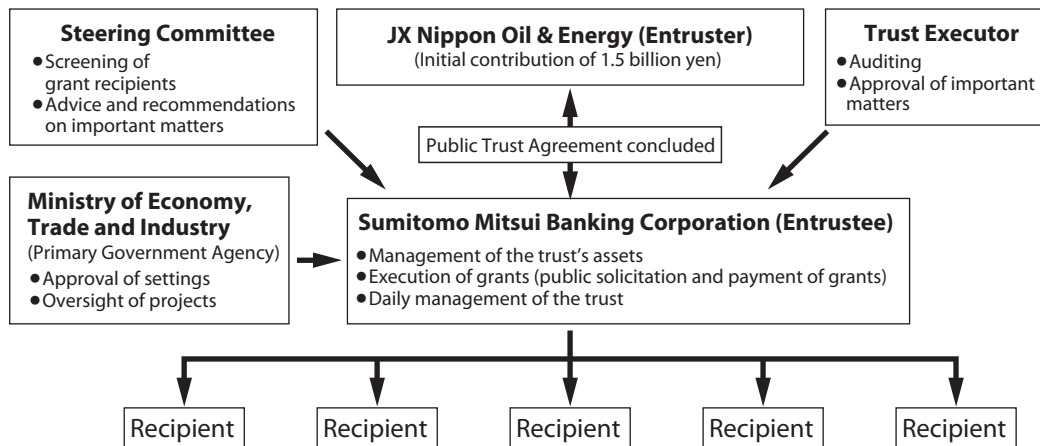 Steering Committee
●Screening of
grant recipients
●Advice and recommendations
on important matters
JX Nippon Oil & Energy (Entruster)
(Initial contribution of 1.5 billion yen)
Trust Executor
●Auditing
●Approval of important
matters
Public Trust Agreement concluded
Ministry of Economy,
Trade and Industry
(Primary Government Agency)
●Approval of settings
●Oversight of projects
Sumitomo Mitsui Banking Corporation (Entrustee)
●Management of the trust's assets
●Execution of grants (public solicitation and payment of grants)
●Daily management of the trust
Recipient
Recipient
Recipient
Recipient
Recipient